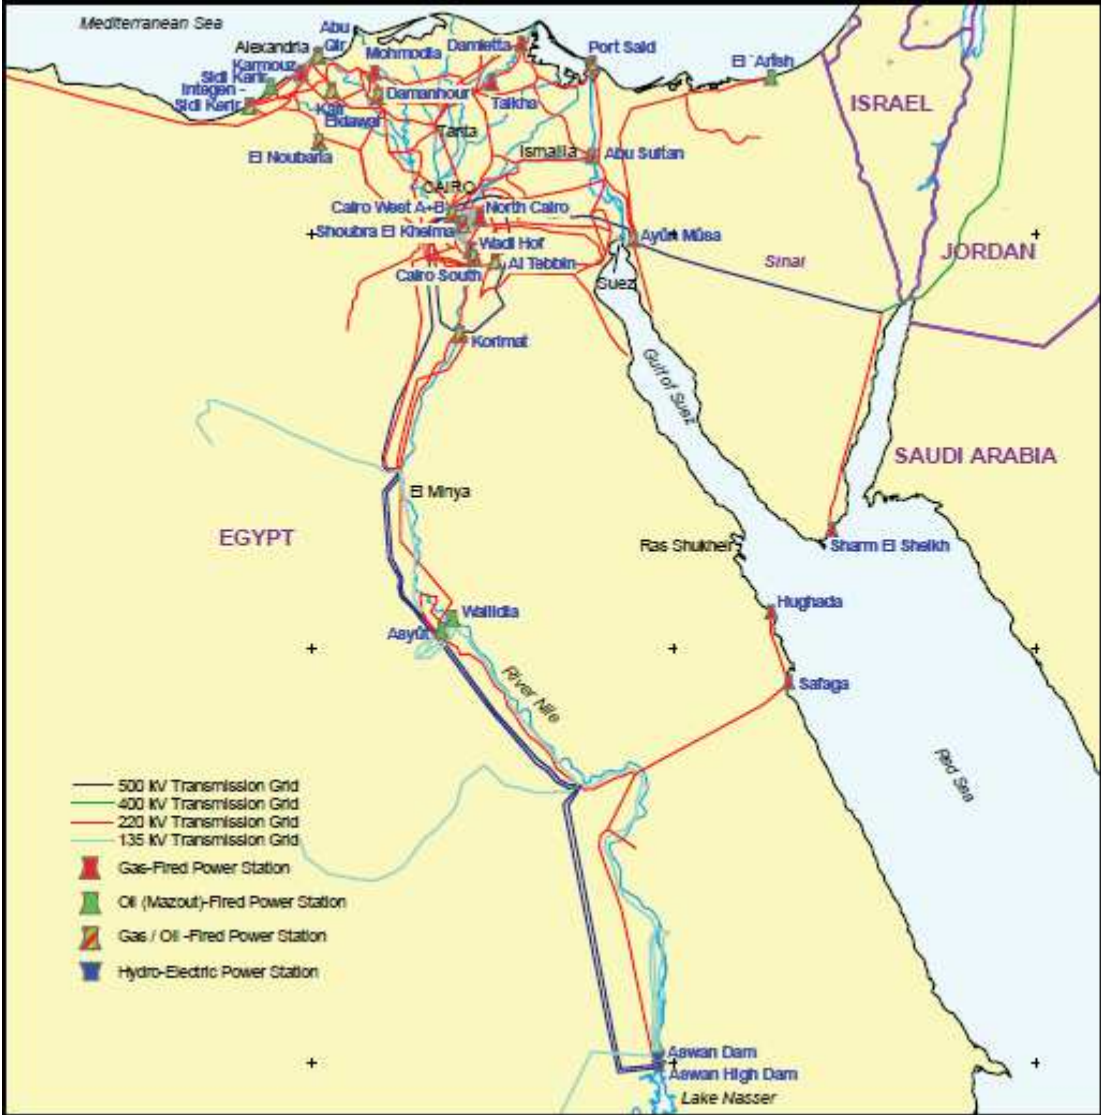 Mediterranean Sea
Abu
Qir
Alexandria
Mohmodia
Damietta
Port Said
El `Arish
Karmouz
Sidi Kerir
Integen -
Sidi Kerir
Damanhour
Kafr
Eldawar
Talkha
ISRAEL
Tanta
El Noubaria
Ismailia
Abu Sultan
CAIRO
Cairo West A+B
North Cairo
Shoubra El Kheima
Ayûn Mûsa
Wadi Hof
Al Tebbin
Cairo South
Sinai
JORDAN
Suez
Korimat
Gulf of Suez
SAUDI ARABIA
El Minya
EGYPT
Ras Shukheir
Sharm El Sheikh
Hughada
Wallidia
Asyût
River Nile
Safaga
Red Sea
500 kV Transmission Grid
400 kV Transmission Grid
220 kV Transmission Grid
135 kV Transmission Grid
Gas-Fired Power Station
Oil (Mazout)-Fired Power Station
Gas / Oil -Fired Power Station
Hydro-Electric Power Station
Aswan Dam
Aswan High Dam
Lake Nasser